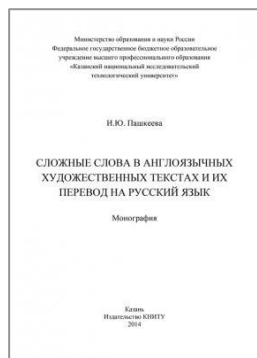 Министерство образования и науки России
Федеральное государственное бюджетное образовательное
учреждение высшего профессионального образования
«Казанский национальный исследовательский
технологический университет»
И.Ю. Пашкеева
СЛОЖНЫЕ СЛОВА В АНГЛОЯЗЫЧНЫХ
ХУДОЖЕСТВЕННЫХ ТЕКСТАХ И ИХ
ПЕРЕВОД НА РУССКИЙ ЯЗЫК
Монография
Казань
Издательство КНИТУ
2014